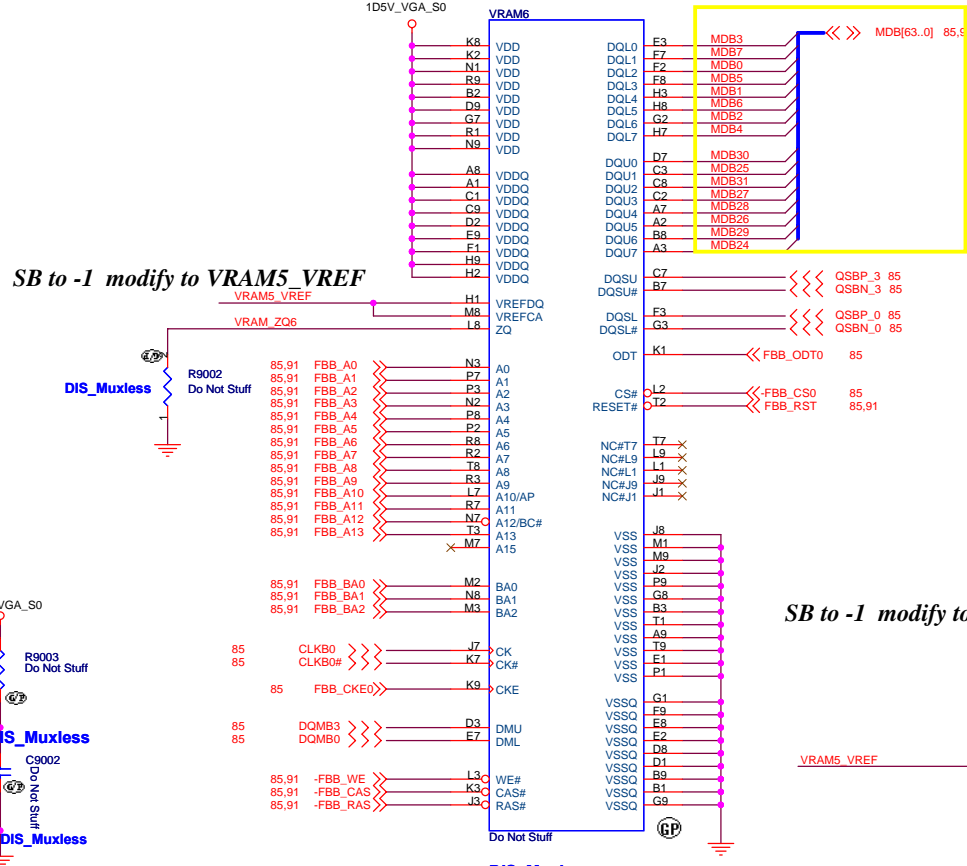 1D5V_VGA_S0
VRAM6
K8 VDD
K2 VDD
N1 VDD
R9 VDD
B2 VDD
D9 VDD
G7 VDD
R1 VDD
N9 VDD
A8 VDDQ
A1 VDDQ
C1 VDDQ
C9 VDDQ
D2 VDDQ
E9 VDDQ
F1 VDDQ
H9 VDDQ
H2 VDDQ
DQL0 E3 MDB3
DQL1 F7 MDB7
DQL2 F2 MDB0
DQL3 F8 MDB5
DQL4 H3 MDB1
DQL5 H8 MDB6
DQL6 G2 MDB2
DQL7 H7 MDB4
MDB[63..0] 85,9
DQU0 D7 MDB30
DQU1 C3 MDB25
DQU2 C8 MDB31
DQU3 C2 MDB27
DQU4 A7 MDB28
DQU5 A2 MDB26
DQU6 B8 MDB29
DQU7 A3 MDB24
SB to -1 modify to VRAM5_VREF
VRAM5_VREF H1 VREFDQ
M8 VREFCA
VRAM_ZQ6 L8 ZQ
DQSU C7 QSBP_3 85
DQSU# B7 QSBN_3 85
DQSL F3 QSBP_0 85
DQSL# G3 QSBN_0 85
ODT K1 FBB_ODT0 85
CS# L2 -FBB_CS0 85
RESET# T2 FBB_RST 85,91
G/P
2
R9002
DIS_Muxless
Do Not Stuff
1
85,91 FBB_A0 N3 A0
85,91 FBB_A1 P7 A1
85,91 FBB_A2 P3 A2
85,91 FBB_A3 N2 A3
85,91 FBB_A4 P8 A4
85,91 FBB_A5 P2 A5
85,91 FBB_A6 R8 A6
85,91 FBB_A7 R2 A7
85,91 FBB_A8 T8 A8
85,91 FBB_A9 R3 A9
85,91 FBB_A10 L7 A10/AP
85,91 FBB_A11 R7 A11
85,91 FBB_A12 N7 A12/BC#
85,91 FBB_A13 T3 A13
M7 A15
NC#T7 T7
NC#L9 L9
NC#L1 L1
NC#J9 J9
NC#J1 J1
85,91 FBB_BA0 M2 BA0
85,91 FBB_BA1 N8 BA1
85,91 FBB_BA2 M3 BA2
85 CLKB0 J7 CK
85 CLKB0# K7 CK#
85 FBB_CKE0 K9 CKE
85 DQMB3 D3 DMU
85 DQMB0 E7 DML
85,91 -FBB_WE L3 WE#
85,91 -FBB_CAS K3 CAS#
85,91 -FBB_RAS J3 RAS#
VSS J8
VSS M1
VSS M9
VSS J2
VSS P9
VSS G8
VSS B3
VSS T1
VSS A9
VSS T9
VSS E1
VSS P1
VSSQ G1
VSSQ F9
VSSQ E8
VSSQ E2
VSSQ D8
VSSQ D1
VSSQ B9
VSSQ B1
VSSQ G9
GP
Do Not Stuff
SB to -1 modify to
VRAM5_VREF
VGA_S0
R9003
Do Not Stuff
G/P
IS_Muxless
C9002
Do Not Stuff
G/P
DIS_Muxless